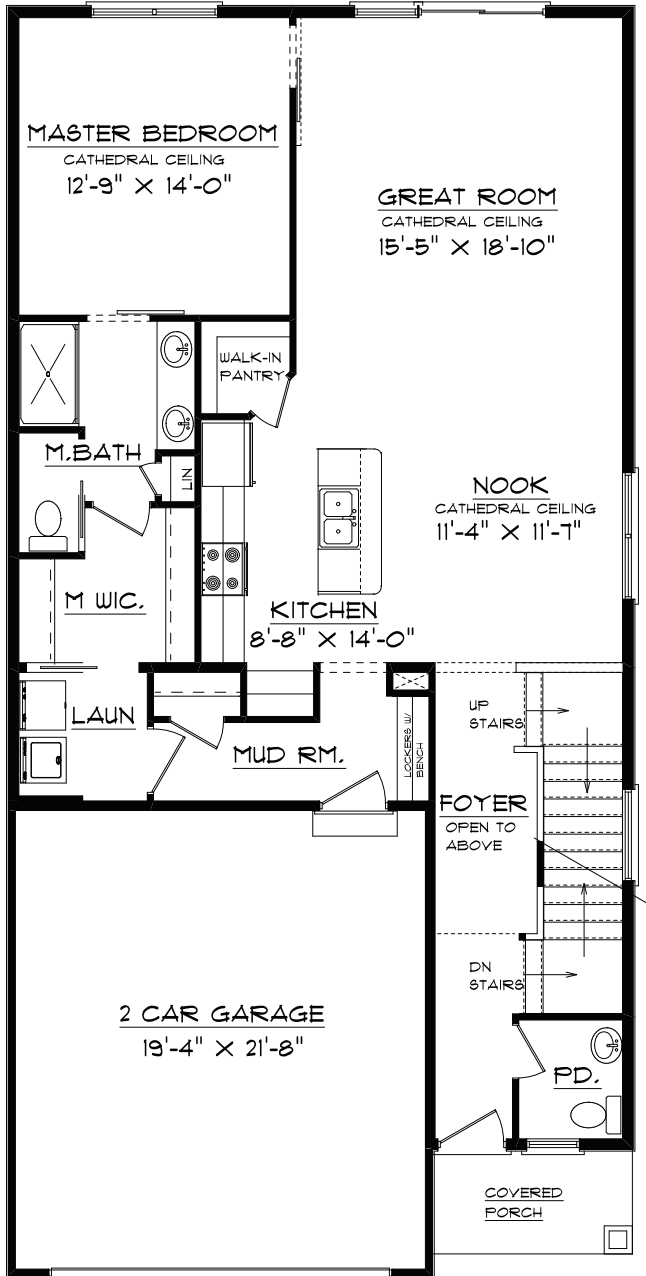 MASTER BEDROOM
CATHEDRAL CEILING
12'-9" X 14'-0"
GREAT ROOM
CATHEDRAL CEILING
15'-5" X 18'-10"
WALK-IN
PANTRY
M.BATH
LIN
NOOK
CATHEDRAL CEILING
11'-4" X 11'-7"
M WIC.
KITCHEN
8'-8" X 14'-0"
LAUN
UP
STAIRS
MUD RM.
LOCKERS W/
BENCH
FOYER
OPEN TO
ABOVE
DN
STAIRS
2 CAR GARAGE
19'-4" X 21'-8"
PD.
COVERED
PORCH